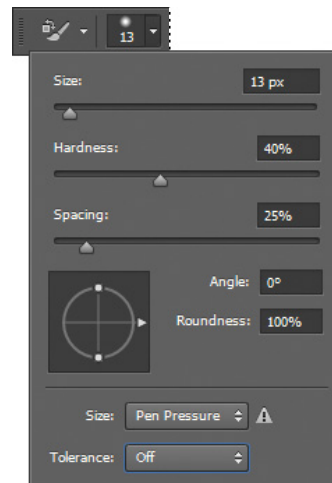 13
Size: 13 px
Hardness: 40%
Spacing: 25%
Angle: 0°
Roundness: 100%
Size: Pen Pressure
Tolerance: Off